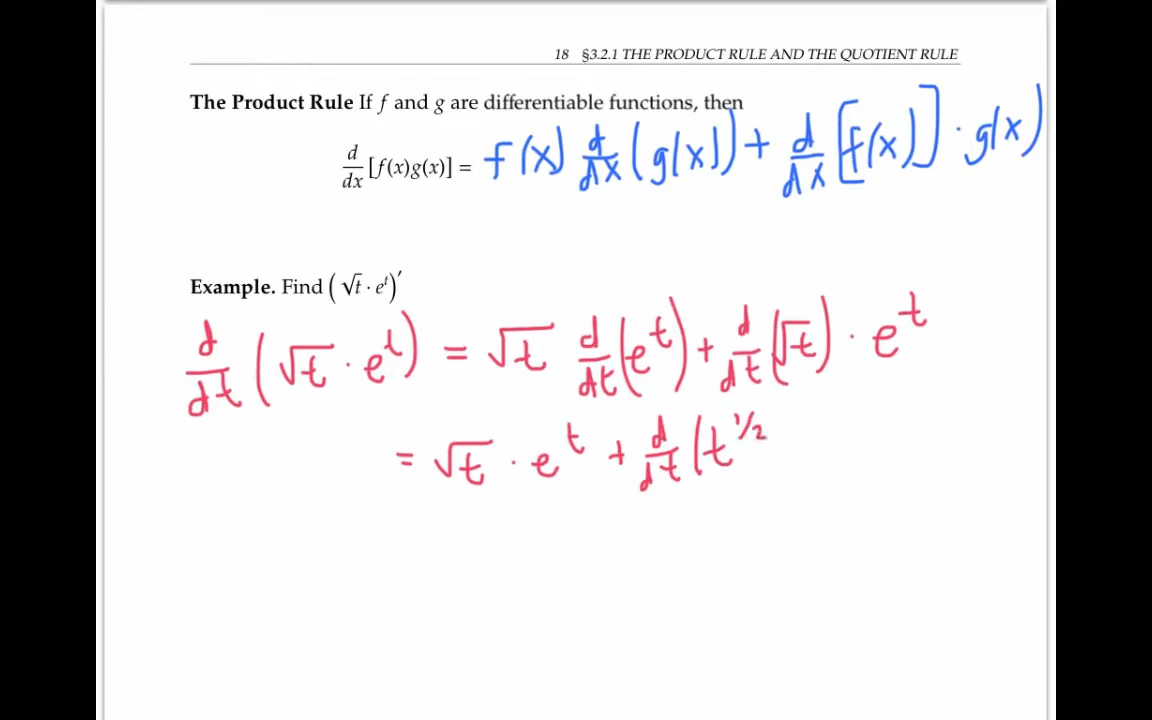 18 §3.2.1 THE PRODUCT RULE AND THE QUOTIENT RULE
The Product Rule If f and g are differentiable functions, then
d/dx [f(x)g(x)] = f(x) d/dx (g(x)) + d/dx [f(x)] · g(x)
Example. Find (√t · e^t)′
d/dt (√t · e^t) = √t d/dt (e^t) + d/dt (√t) · e^t
= √t · e^t + d/dt (t^1/2